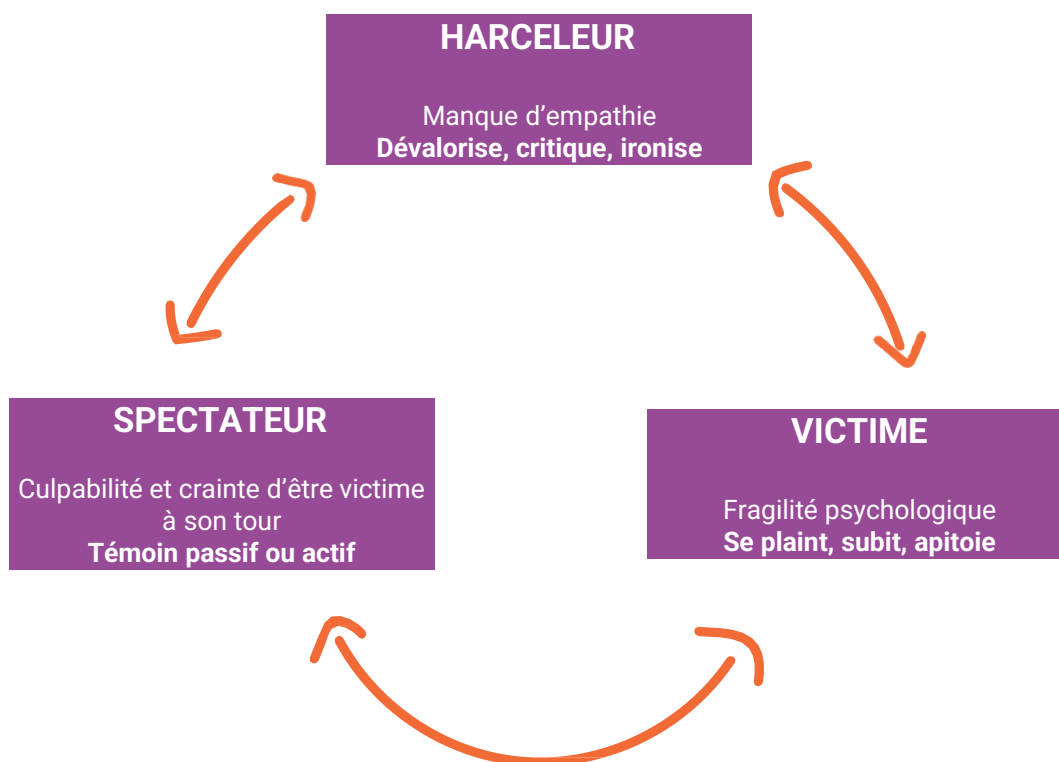 HARCELEUR
Manque d’empathie
Dévalorise, critique, ironise
SPECTATEUR
Culpabilité et crainte d’être victime
à son tour
Témoin passif ou actif
VICTIME
Fragilité psychologique
Se plaint, subit, apitoie